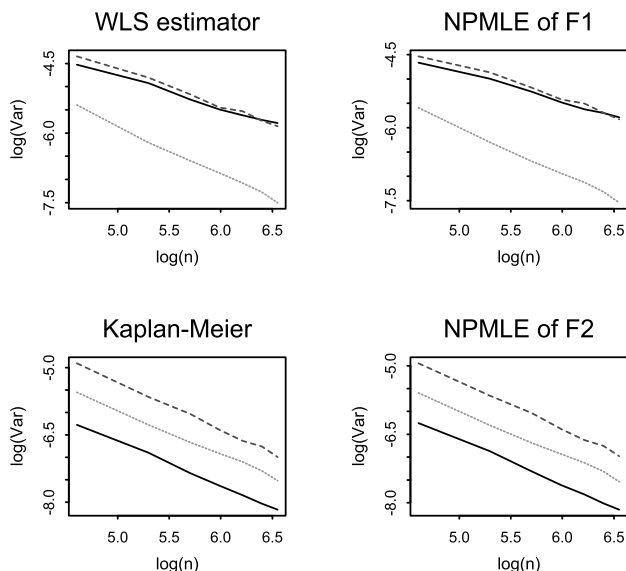 WLS estimator
log(Var)
-4.5
-6.0
-7.5
5.0 5.5 6.0 6.5
log(n)
NPMLE of F1
log(Var)
-4.5
-6.0
-7.5
5.0 5.5 6.0 6.5
log(n)
Kaplan-Meier
log(Var)
-5.0
-6.5
-8.0
5.0 5.5 6.0 6.5
log(n)
NPMLE of F2
log(Var)
-5.0
-6.5
-8.0
5.0 5.5 6.0 6.5
log(n)